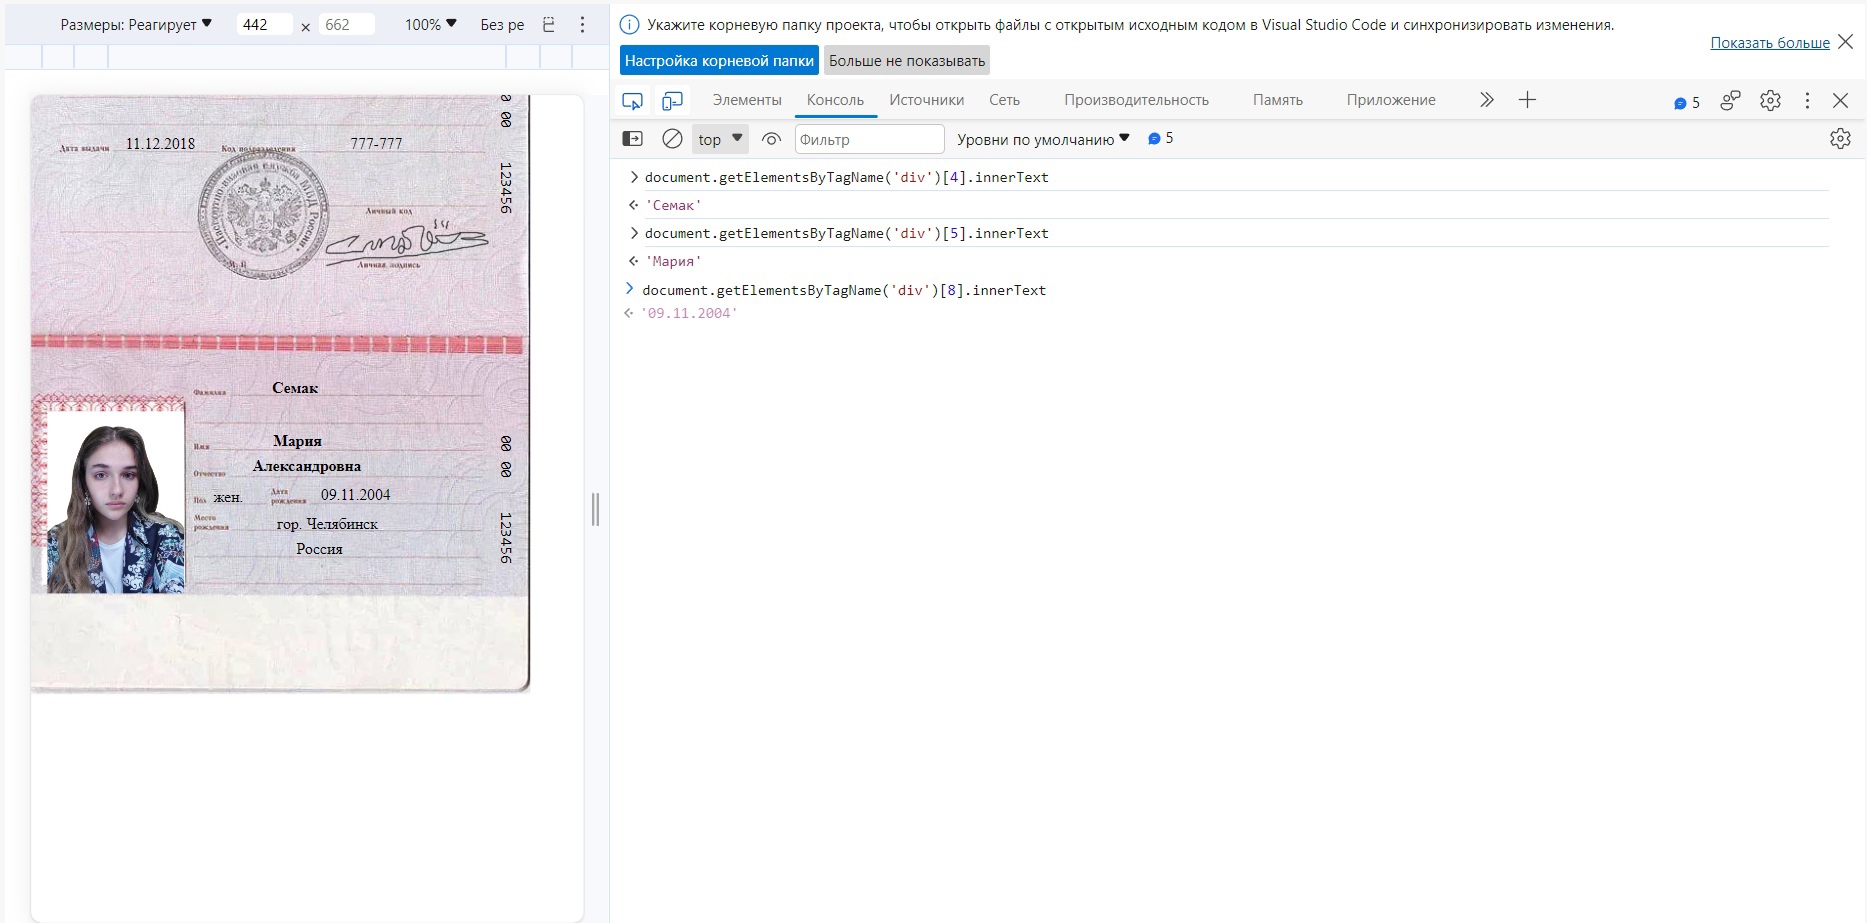 Размеры: Реагирует 442 × 662 100% Без ре
11.12.2018 777-777
Дата выдачи Код подразделения
00 123456
Личный код
Личная подпись
Фамилия Семак
Имя Мария
Отчество Александровна
Пол жен. Дата рождения 09.11.2004
Место рождения гор. Челябинск
Россия
00 00 123456
Укажите корневую папку проекта, чтобы открыть файлы с открытым исходным кодом в Visual Studio Code и синхронизировать изменения.
Показать больше
Настройка корневой папки Больше не показывать
Элементы Консоль Источники Сеть Производительность Память Приложение 5
top Фильтр Уровни по умолчанию 5
document.getElementsByTagName('div')[4].innerText
'Семак'
document.getElementsByTagName('div')[5].innerText
'Мария'
document.getElementsByTagName('div')[8].innerText
'09.11.2004'